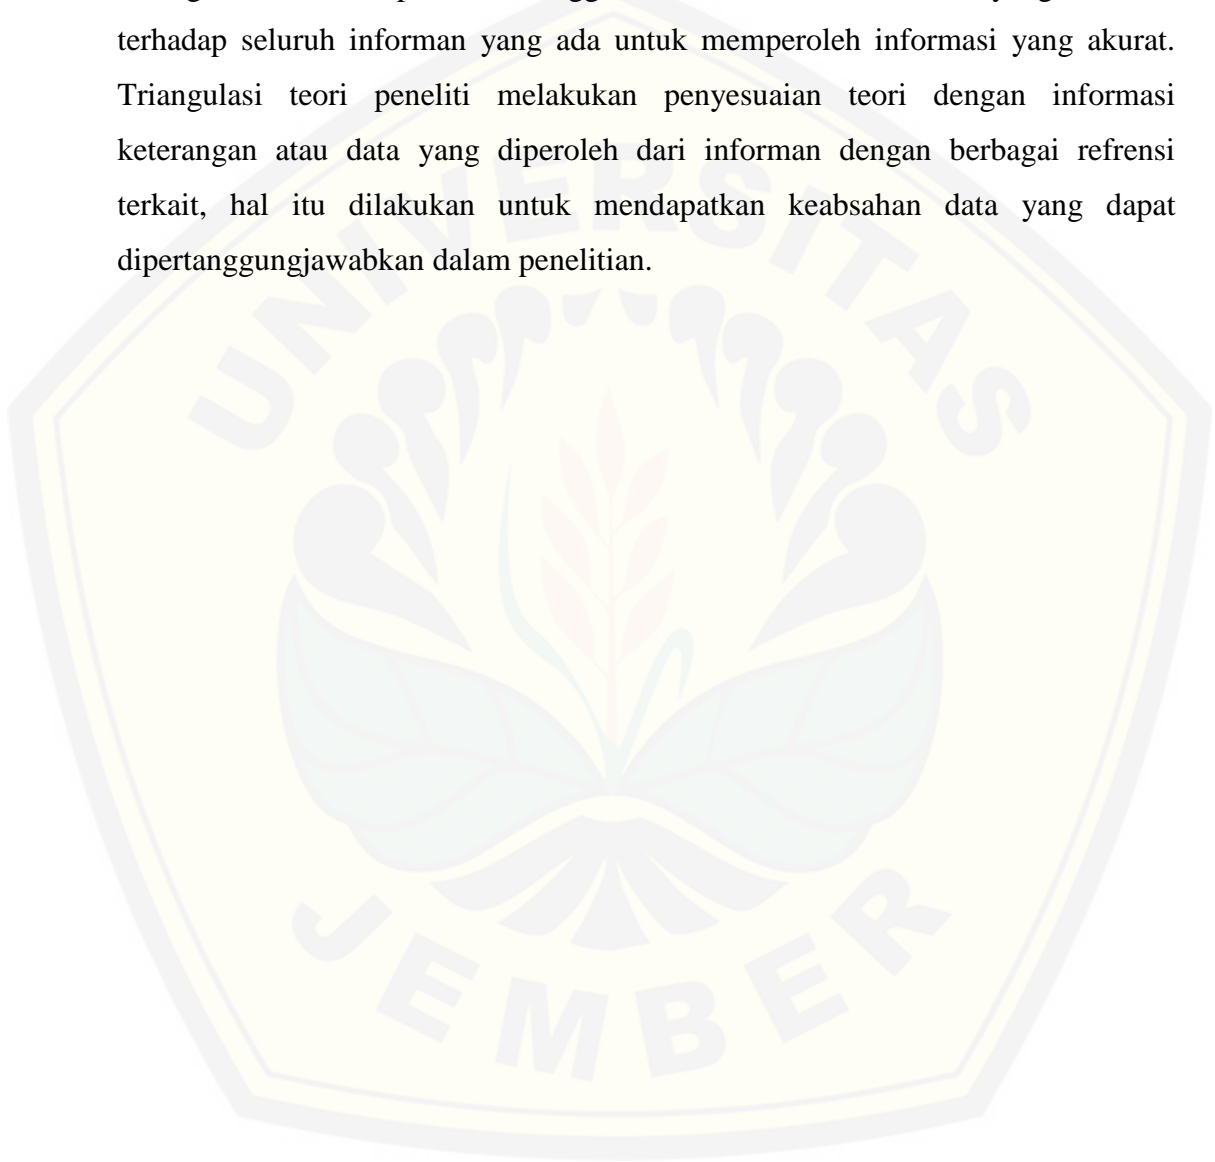 terhadap seluruh informan yang ada untuk memperoleh informasi yang akurat.
Triangulasi teori peneliti melakukan penyesuaian teori dengan informasi
keterangan atau data yang diperoleh dari informan dengan berbagai refrensi
terkait, hal itu dilakukan untuk mendapatkan keabsahan data yang dapat
dipertanggungjawabkan dalam penelitian.
UNIVERSITAS
JEMBER